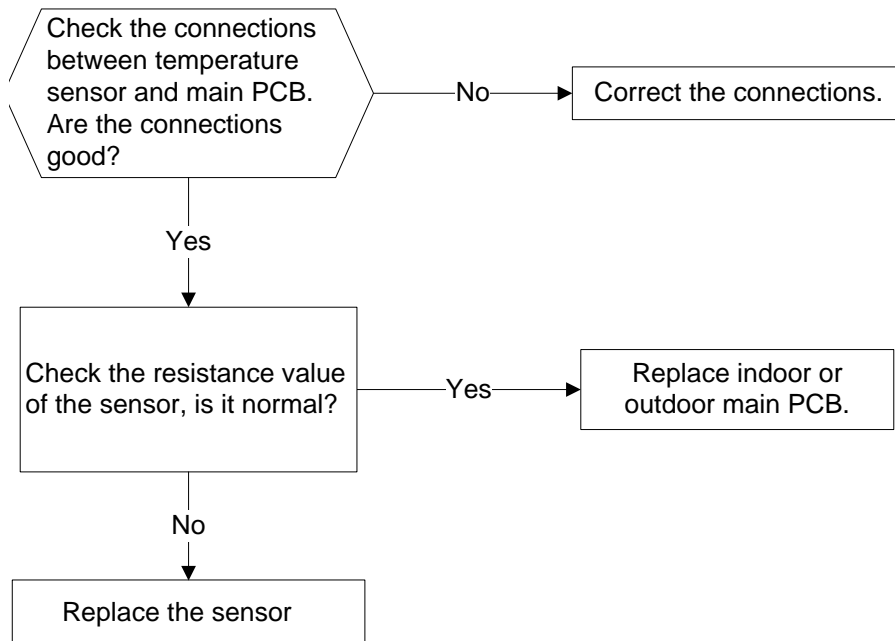 Check the connections
between temperature
sensor and main PCB.
Are the connections
good?
No
Correct the connections.
Yes
Check the resistance value
of the sensor, is it normal?
Yes
Replace indoor or
outdoor main PCB.
No
Replace the sensor